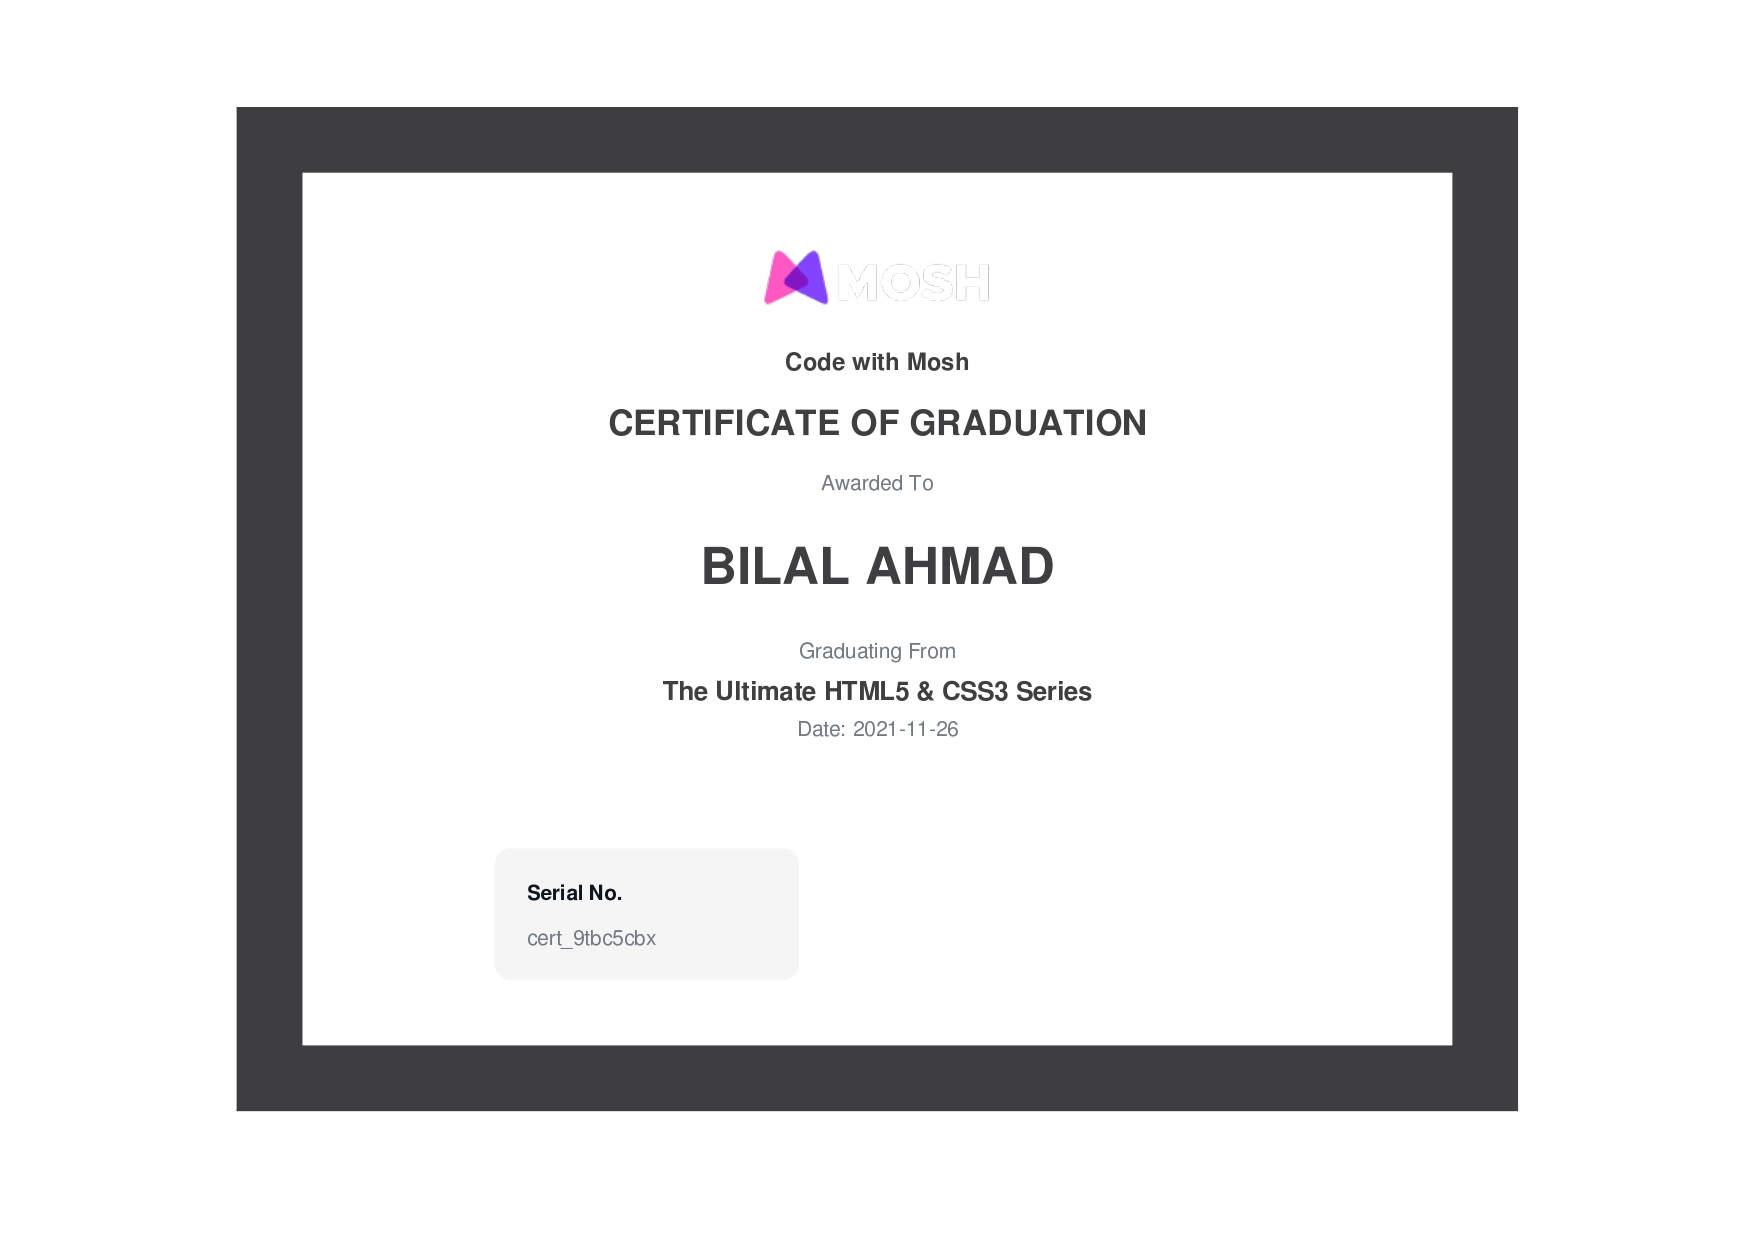 MOSH
Code with Mosh
CERTIFICATE OF GRADUATION
Awarded To
BILAL AHMAD
Graduating From
The Ultimate HTML5 & CSS3 Series
Date: 2021-11-26
Serial No.
cert_9tbc5cbx